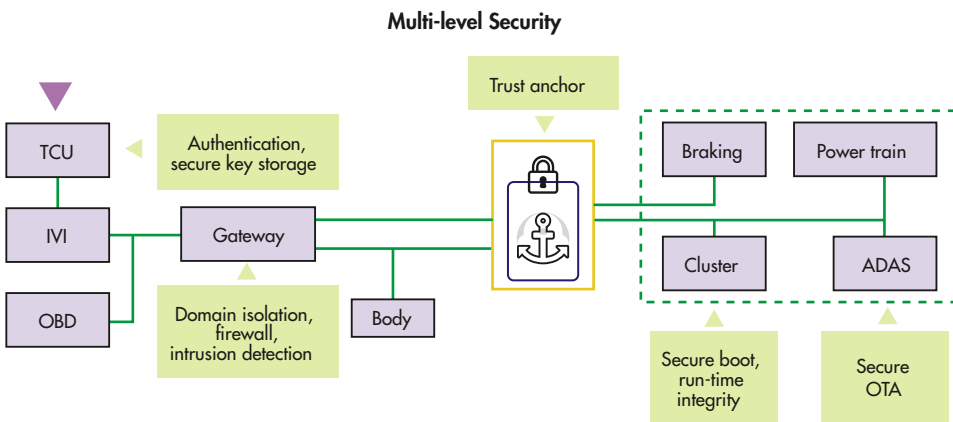 Multi-level Security
Trust anchor
TCU
Authentication,
secure key storage
Braking
Power train
IVI
Gateway
Cluster
ADAS
OBD
Domain isolation,
firewall,
intrusion detection
Body
Secure boot,
run-time
integrity
Secure
OTA